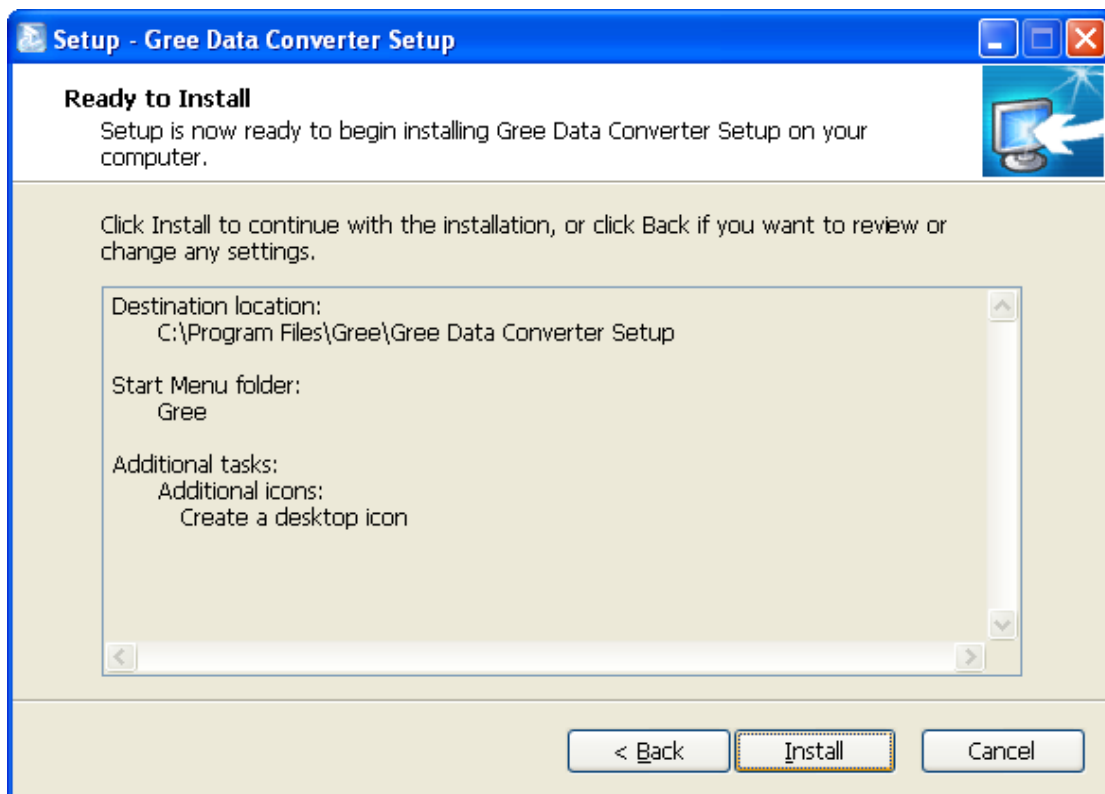 Setup - Gree Data Converter Setup
Ready to Install
Setup is now ready to begin installing Gree Data Converter Setup on your
computer.
Click Install to continue with the installation, or click Back if you want to review or
change any settings.
Destination location:
C:\Program Files\Gree\Gree Data Converter Setup
Start Menu folder:
Gree
Additional tasks:
Additional icons:
Create a desktop icon
< Back
Install
Cancel